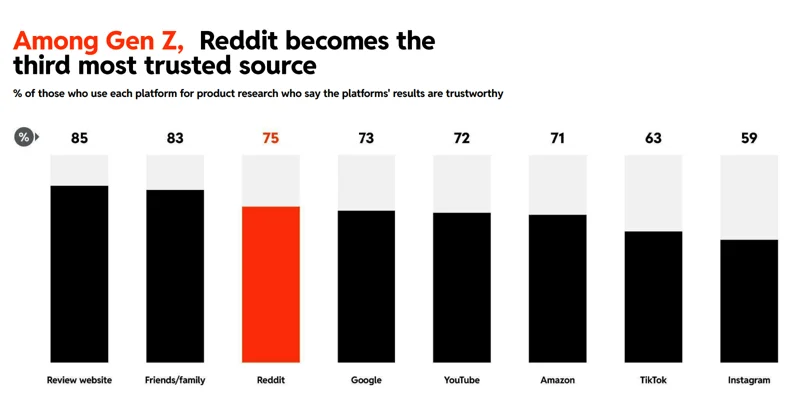 Among Gen Z, Reddit becomes the
third most trusted source
% of those who use each platform for product research who say the platforms' results are trustworthy
% 85 83 75 73 72 71 63 59
Review website Friends/family Reddit Google YouTube Amazon TikTok Instagram